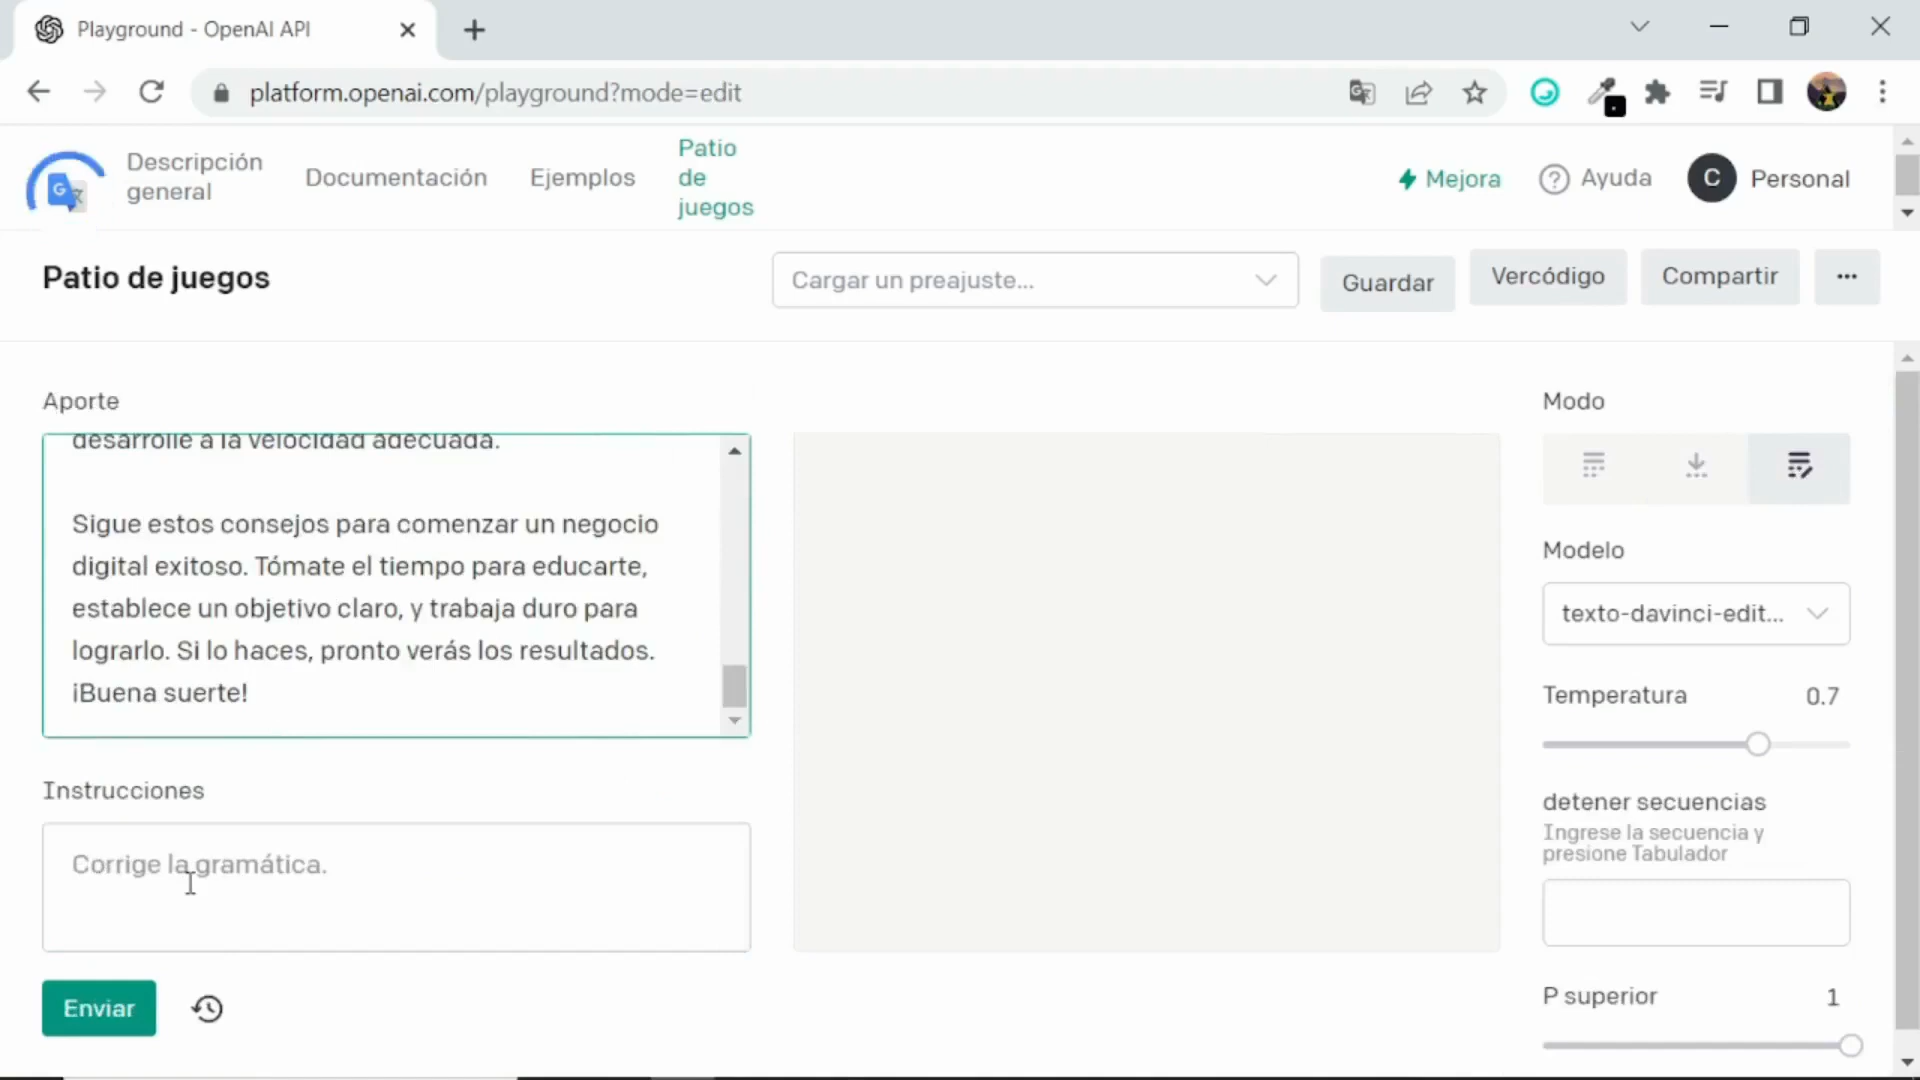 Playground - OpenAI API
platform.openai.com/playground?mode=edit
Descripción
general
Documentación
Ejemplos
Patio
de
juegos
Mejora
Ayuda
C
Personal
Patio de juegos
Cargar un preajuste...
Guardar
Vercódigo
Compartir
...
Aporte
desarrolle a la velocidad adecuada.
Sigue estos consejos para comenzar un negocio
digital exitoso. Tómate el tiempo para educarte,
establece un objetivo claro, y trabaja duro para
lograrlo. Si lo haces, pronto verás los resultados.
¡Buena suerte!
Instrucciones
Corrige la gramática.
Enviar
Modo
Modelo
texto-davinci-edit...
Temperatura 0.7
detener secuencias
Ingrese la secuencia y
presione Tabulador
P superior 1